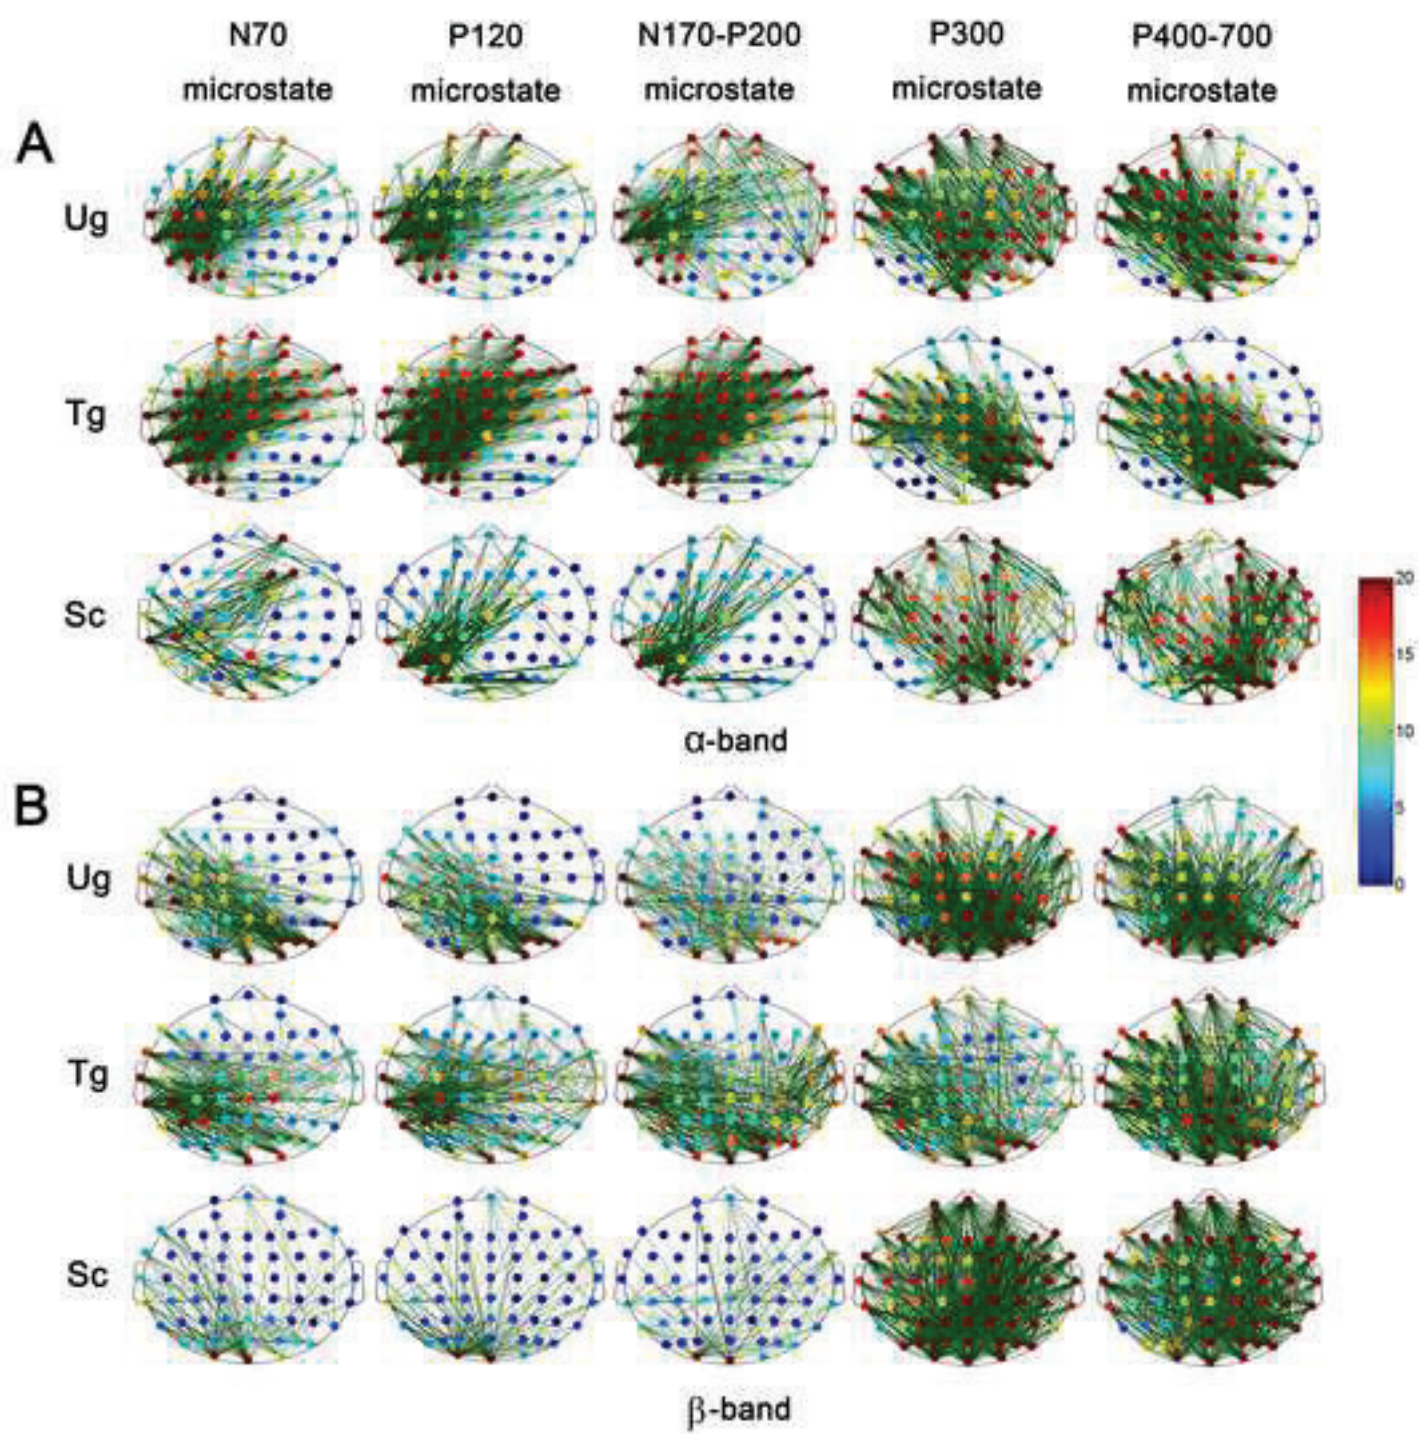 N70 P120 N170-P200 P300 P400-700
microstate microstate microstate microstate microstate
A
Ug
Tg
Sc
20
15
10
5
0
α-band
B
Ug
Tg
Sc
β-band